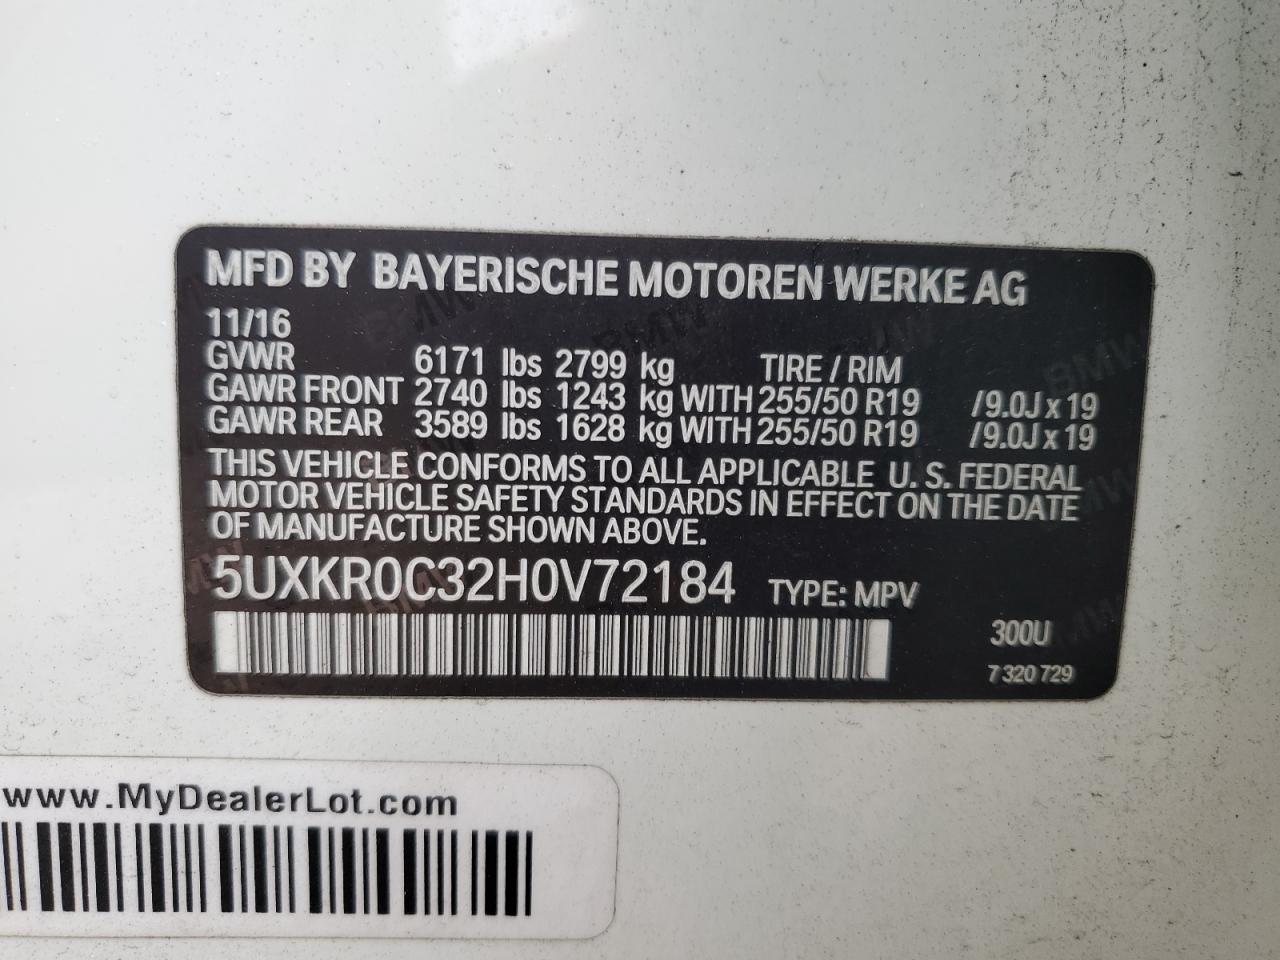 MFD BY BAYERISCHE MOTOREN WERKE AG
11/16
GVWR 6171 lbs 2799 kg TIRE / RIM
GAWR FRONT 2740 lbs 1243 kg WITH 255/50 R19 /9.0J x 19
GAWR REAR 3589 lbs 1628 kg WITH 255/50 R19 /9.0J x 19
THIS VEHICLE CONFORMS TO ALL APPLICABLE U. S. FEDERAL
MOTOR VEHICLE SAFETY STANDARDS IN EFFECT ON THE DATE
OF MANUFACTURE SHOWN ABOVE.
5UXKR0C32H0V72184 TYPE: MPV
300U
7 320 729
www.MyDealerLot.com